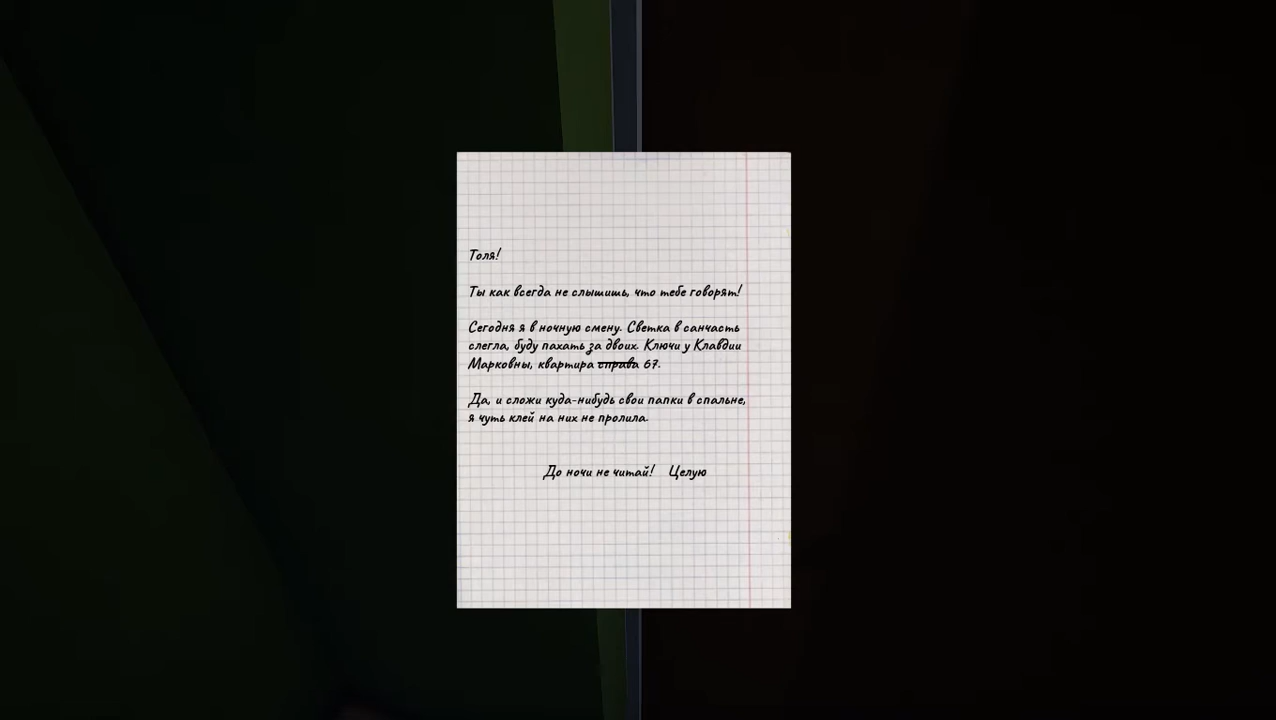 Толя!
Ты как всегда не слышишь, что тебе говорят!
Сегодня я в ночную смену. Светка в санчасть
слегла, буду пахать за двоих. Ключи у Клавдии
Марковны, квартира справа 67.
Да, и сложи куда-нибудь свои папки в спальне,
я чуть клей на них не пролила.
До ночи не читай! Целую